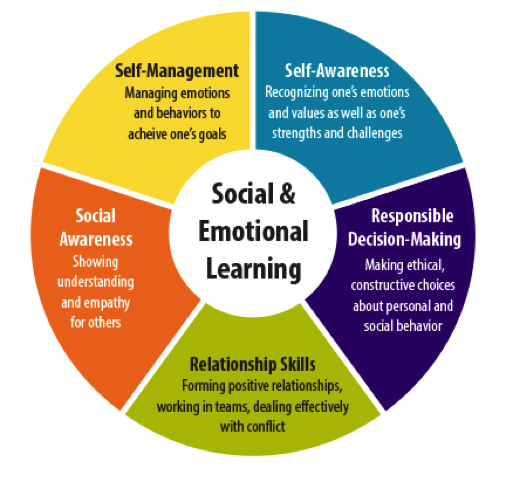 Self-Management
Managing emotions
and behaviors to
acheive one's goals
Self-Awareness
Recognizing one's emotions
and values as well as one's
strengths and challenges
Social &
Emotional
Learning
Social
Awareness
Showing
understanding
and empathy
for others
Responsible
Decision-Making
Making ethical,
constructive choices
about personal and
social behavior
Relationship Skills
Forming positive relationships,
working in teams, dealing effectively
with conflict